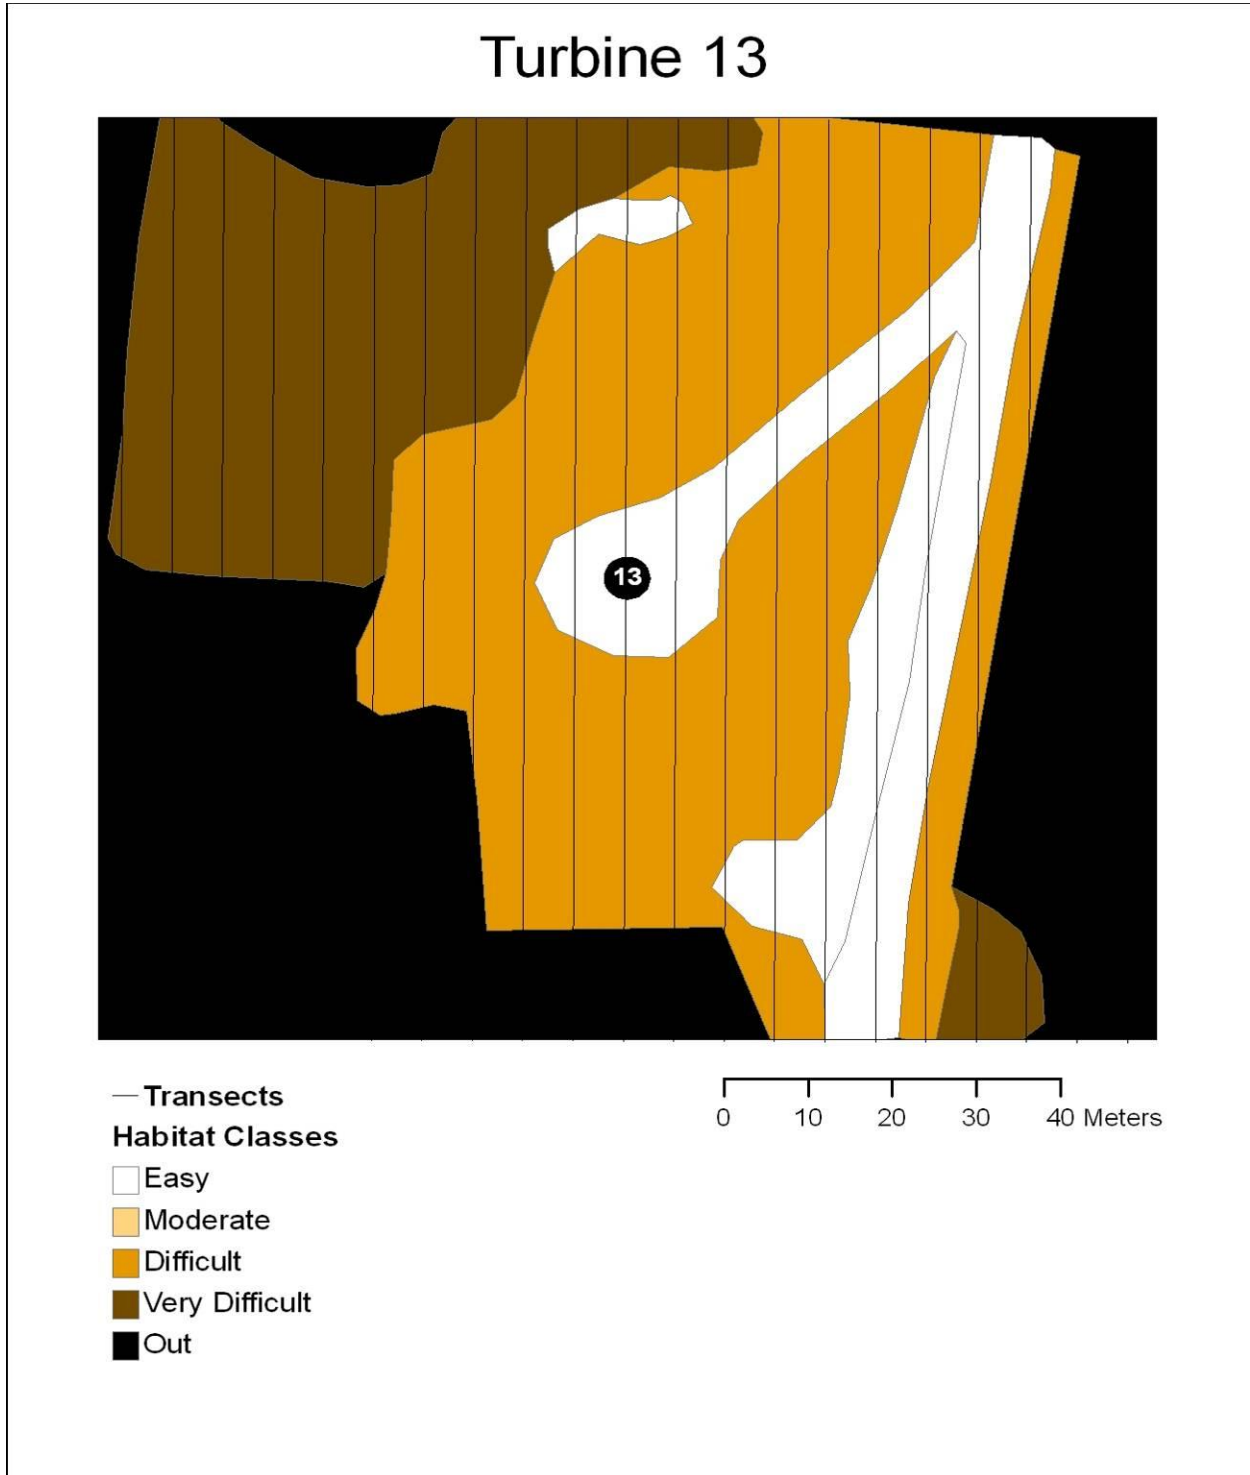 Turbine 13
13
Transects
Habitat Classes
Easy
Moderate
Difficult
Very Difficult
Out
0 10 20 30 40 Meters